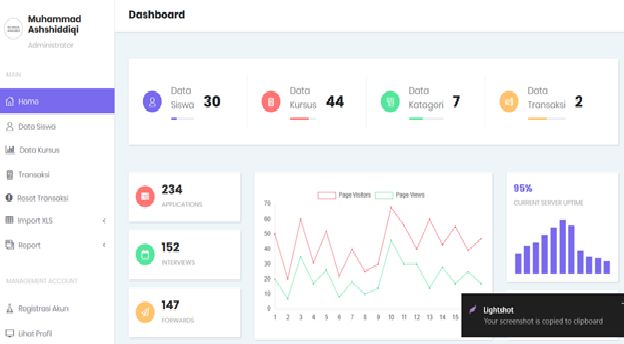 Muhammad
Ashshiddiqi
Administrator
MAIN
Home
Data Siswa
Data Kursus
Transaksi
Reset Transaksi
Import XLS
Report
MANAGEMENT ACCOUNT
Registrasi Akun
Lihat Profil
Dashboard
Data
Siswa 30
Data
Kursus 44
Data
Katagori 7
Data
Transaksi 2
234
APPLICATIONS
152
INTERVIEWS
147
FORWARDS
Page Visitors Page Views
70
60
50
40
30
20
10
0
1 2 3 4 5 6 7 8 9 10 11 12 13 14 15
95%
CURRENT SERVER UPTIME
Lightshot
Your screenshot is copied to clipboard